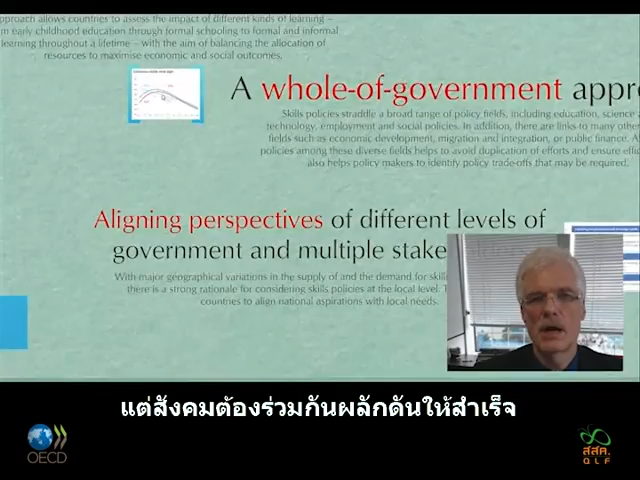 approach allows countries to assess the impact of different kinds of learning –
m early childhood education through formal schooling to formal and informal
learning throughout a lifetime – with the aim of balancing the allocation of
resources to maximise economic and social outcomes.
A whole-of-government appro
Skills policies straddle a broad range of policy fields, including education, science
technology, employment and social policies. In addition, there are links to many other
fields such as economic development, migration and integration, or public finance. A
policies among these diverse fields helps to avoid duplication of efforts and ensure effic
also helps policy makers to identify policy trade-offs that may be required.
Aligning perspectives of different levels of
government and multiple stake
With major geographical variations in the supply of and the demand for skill
there is a strong rationale for considering skills policies at the local level. T
countries to align national aspirations with local needs.
แต่สังคมต้องร่วมกันผลักดันให้สำเร็จ
OECD
สสค.
QLF